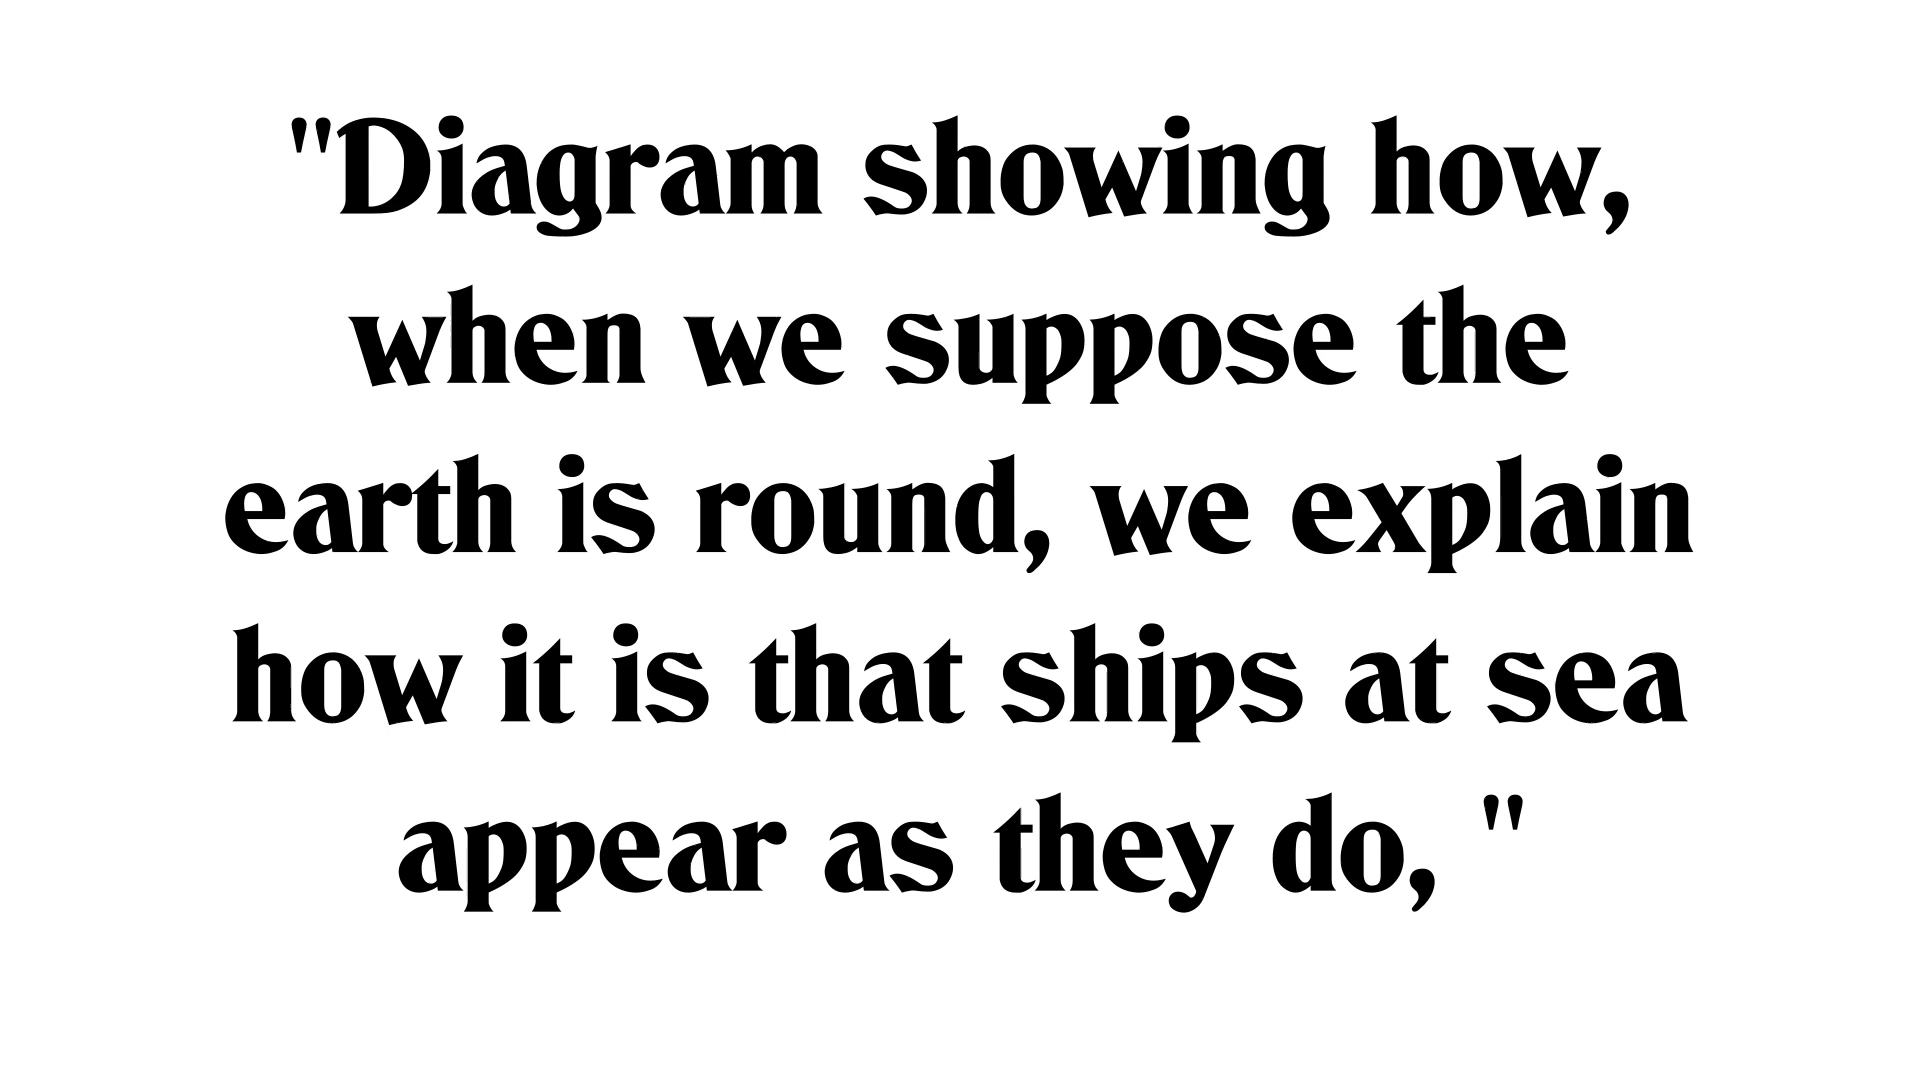 "Diagram showing how,
when we suppose the
earth is round, we explain
how it is that ships at sea
appear as they do, "